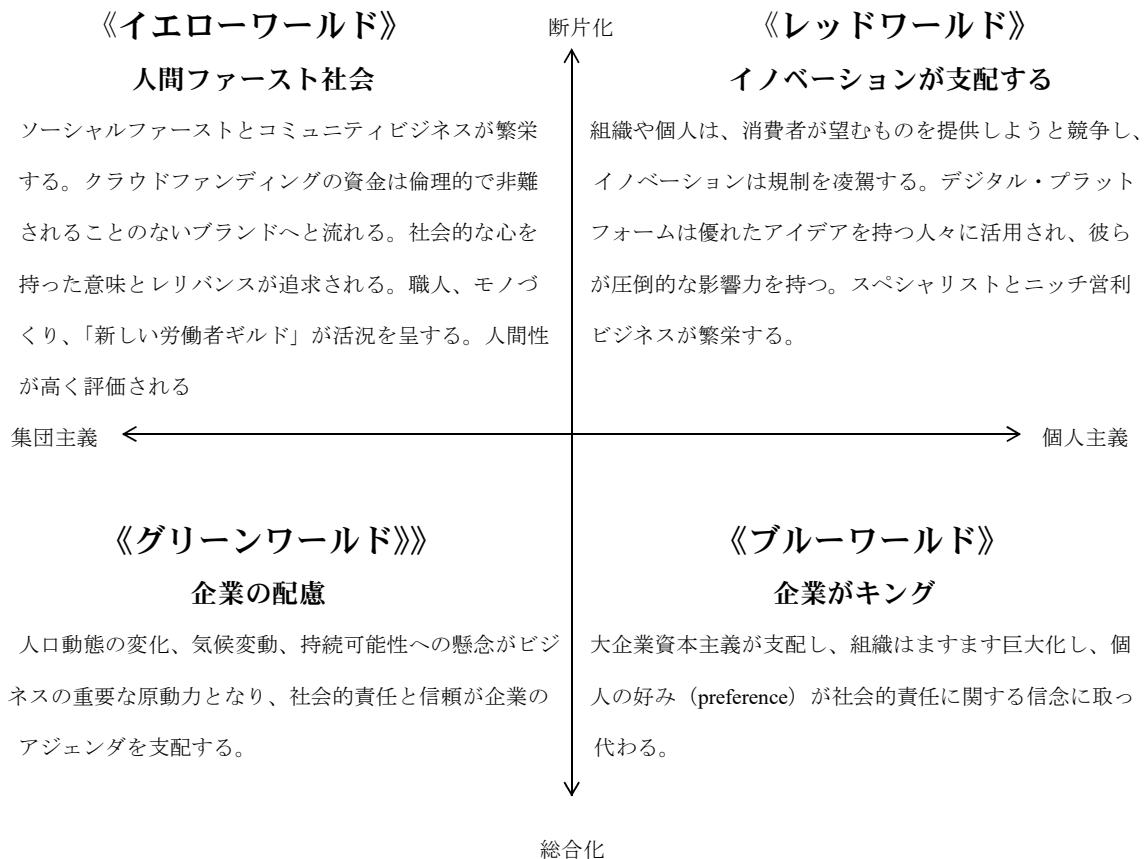 断片化
《イエローワールド》
人間ファースト社会
ソーシャルファーストとコミュニティビジネスが繁栄
する。クラウドファンディングの資金は倫理的で非難
されることのないブランドへと流れる。社会的な心を
持った意味とレリバンスが追求される。職人、モノづ
くり、「新しい労働者ギルド」が活況を呈する。人間性
が高く評価される
《レッドワールド》
イノベーションが支配する
組織や個人は、消費者が望むものを提供しようと競争し、
イノベーションは規制を凌駕する。デジタル・プラット
フォームは優れたアイデアを持つ人々に活用され、彼ら
が圧倒的な影響力を持つ。スペシャリストとニッチ営利
ビジネスが繁栄する。
集団主義
個人主義
《グリーンワールド》》
企業の配慮
人口動態の変化、気候変動、持続可能性への懸念がビジ
ネスの重要な原動力となり、社会的責任と信頼が企業の
アジェンダを支配する。
《ブルーワールド》
企業がキング
大企業資本主義が支配し、組織はますます巨大化し、個
人の好み（preference）が社会的責任に関する信念に取っ
代わる。
総合化